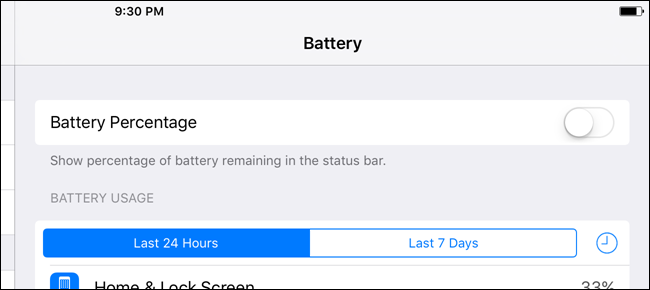 9:30 PM
Battery
Battery Percentage
Show percentage of battery remaining in the status bar.
BATTERY USAGE
Last 24 Hours Last 7 Days
Home & Lock Screen 33%